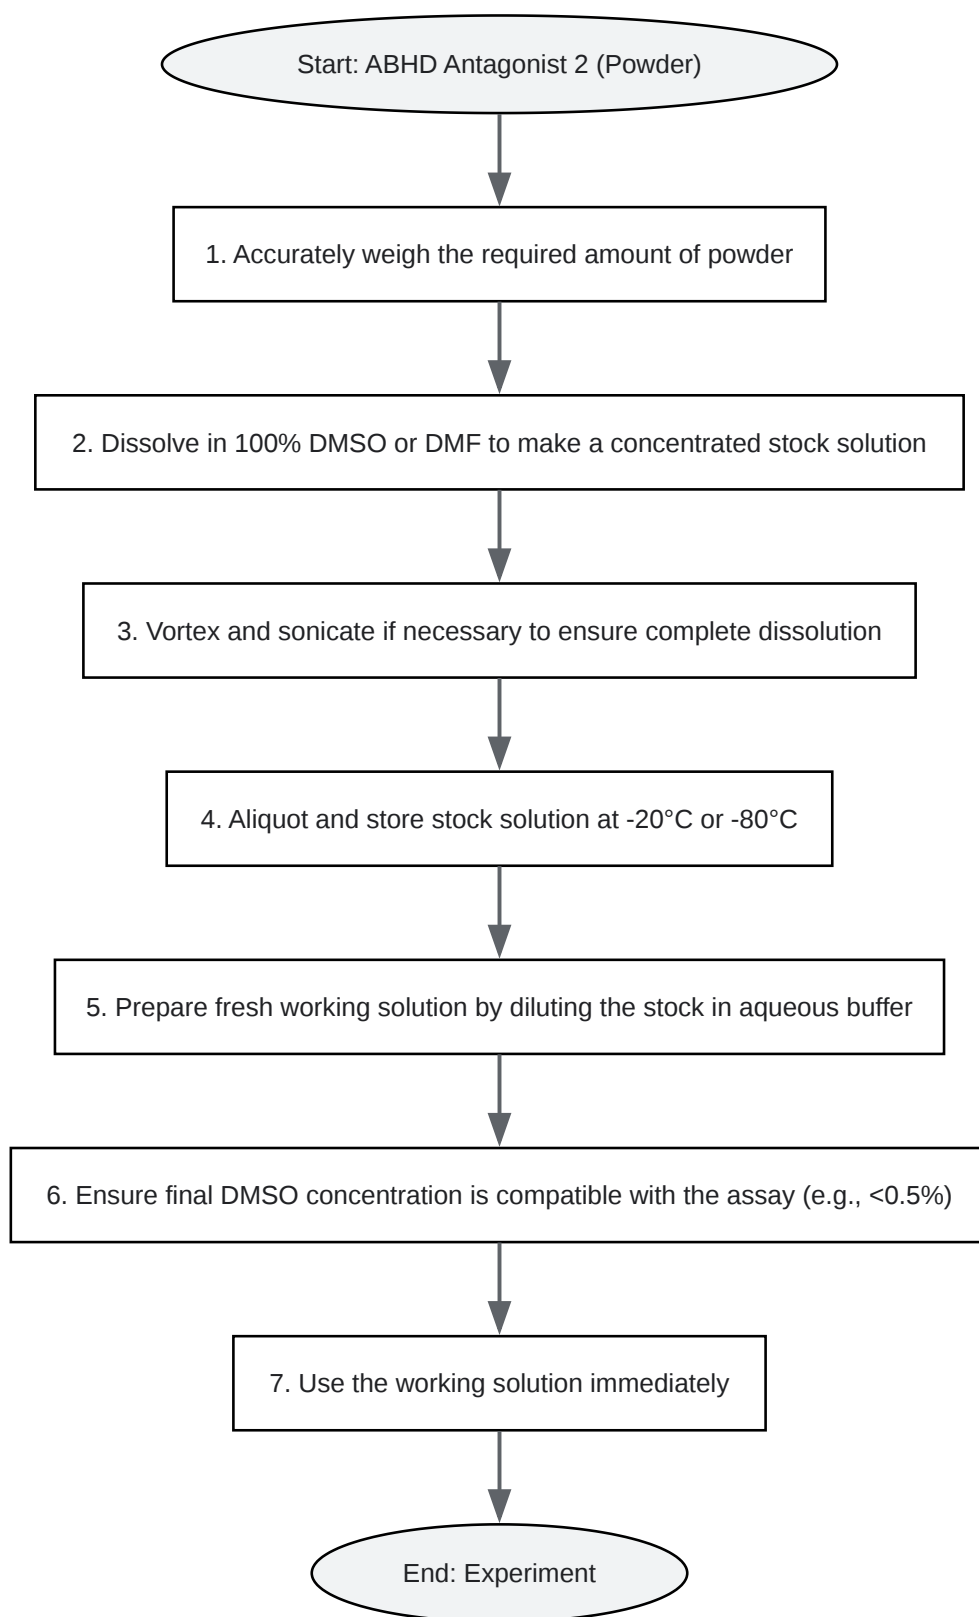 Start: ABHD Antagonist 2 (Powder)
1. Accurately weigh the required amount of powder
2. Dissolve in 100% DMSO or DMF to make a concentrated stock solution
3. Vortex and sonicate if necessary to ensure complete dissolution
4. Aliquot and store stock solution at -20°C or -80°C
5. Prepare fresh working solution by diluting the stock in aqueous buffer
6. Ensure final DMSO concentration is compatible with the assay (e.g., <0.5%)
7. Use the working solution immediately
End: Experiment